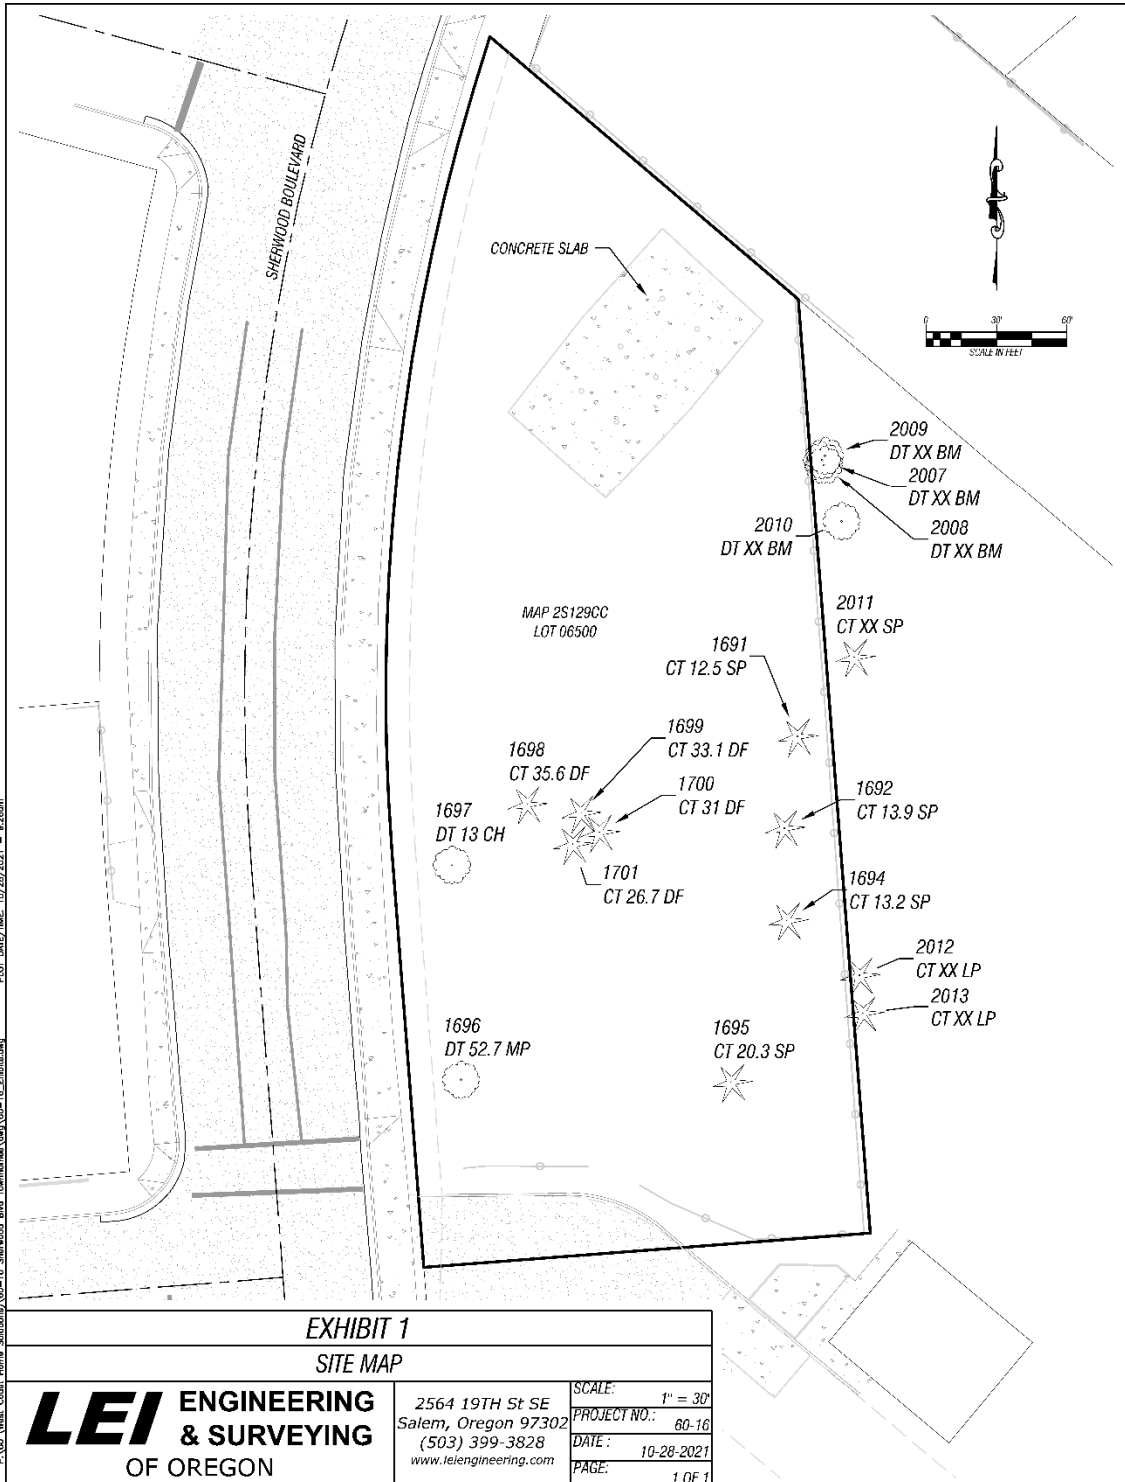 SHERWOOD BOULEVARD
CONCRETE SLAB
0 30' 60'
SCALE IN FEET
2009
DT XX BM
2007
DT XX BM
2008
DT XX BM
2010
DT XX BM
2011
CT XX SP
MAP 2S129CC
LOT 06500
1691
CT 12.5 SP
1699
CT 33.1 DF
1698
CT 35.6 DF
1700
CT 31 DF
1692
CT 13.9 SP
1697
DT 13 CH
1701
CT 26.7 DF
1694
CT 13.2 SP
2012
CT XX LP
2013
CT XX LP
1696
DT 52.7 MP
1695
CT 20.3 SP
EXHIBIT 1
SITE MAP
LEI ENGINEERING
& SURVEYING
OF OREGON
2564 19TH St SE
Salem, Oregon 97302
(503) 399-3828
www.leiengineering.com
SCALE: 1" = 30'
PROJECT NO.: 60-16
DATE : 10-28-2021
PAGE: 1 OF 1